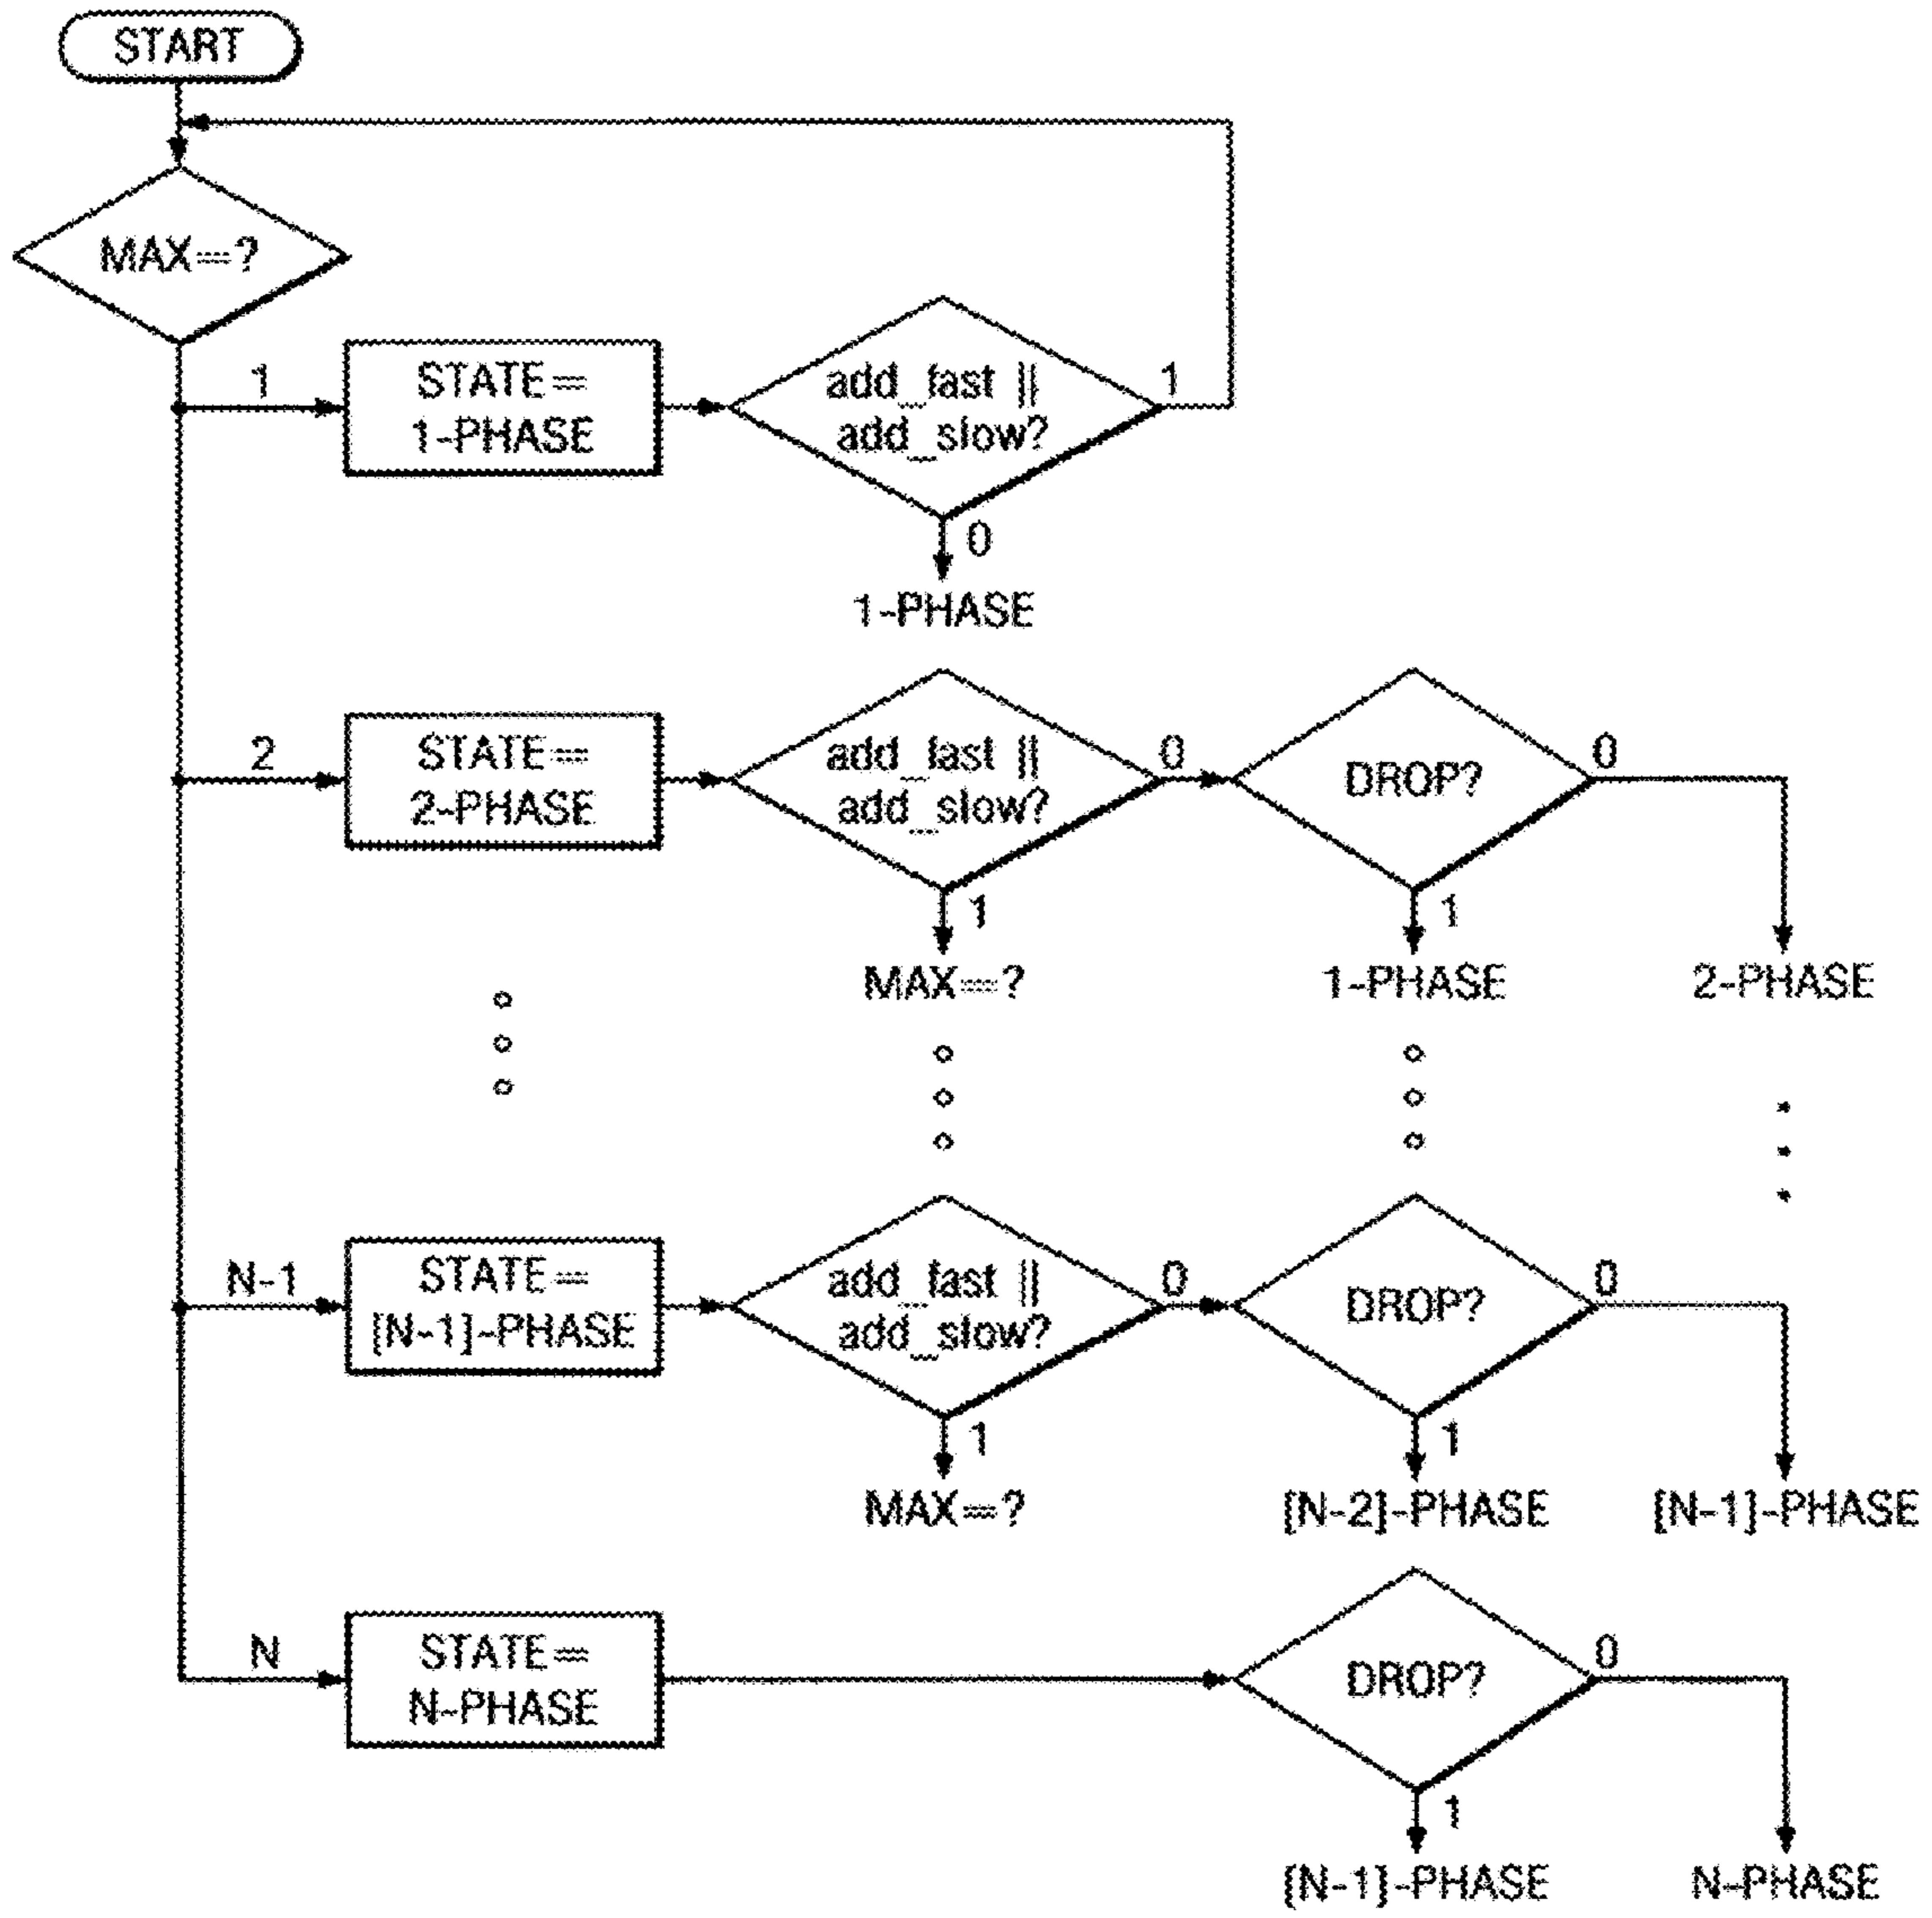 START
MAX==?
1
STATE=
1-PHASE
add_fast ||
add_slow?
1
0
1-PHASE
2
STATE=
2-PHASE
add_fast ||
add_slow?
0
DROP?
0
1
1
MAX==?
1-PHASE
2-PHASE
N-1
STATE=
[N-1]-PHASE
add_fast ||
add_slow?
0
DROP?
0
1
1
MAX==?
[N-2]-PHASE
[N-1]-PHASE
N
STATE=
N-PHASE
DROP?
0
1
[N-1]-PHASE
N-PHASE